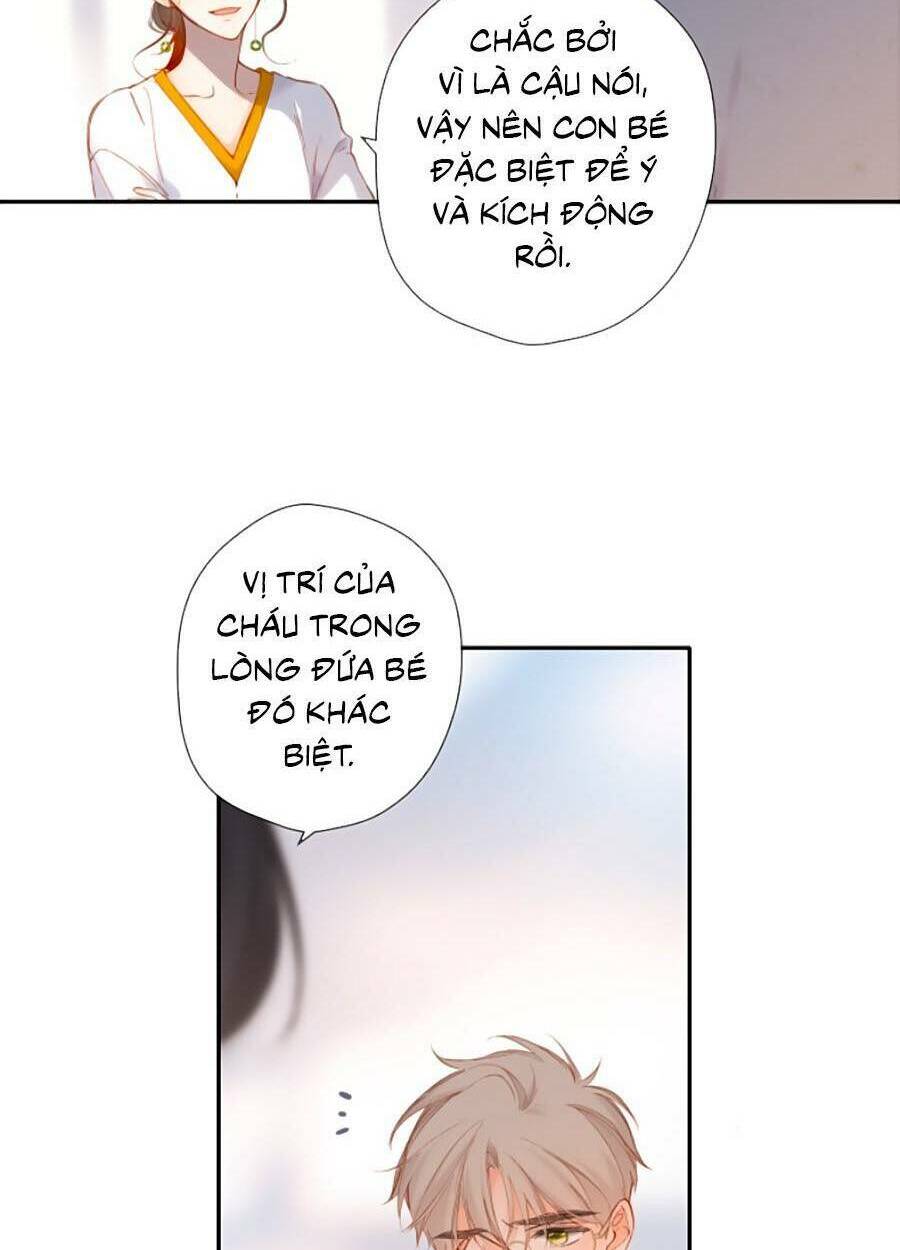 CHẮC BỞI
VÌ LÀ CẬU NÓI,
VẬY NÊN CON BÉ
ĐẶC BIỆT ĐỂ Ý
VÀ KÍCH ĐỘNG
RỒI.
VỊ TRÍ CỦA
CHÁU TRONG
LÒNG ĐỨA BÉ
ĐÓ KHÁC
BIỆT.